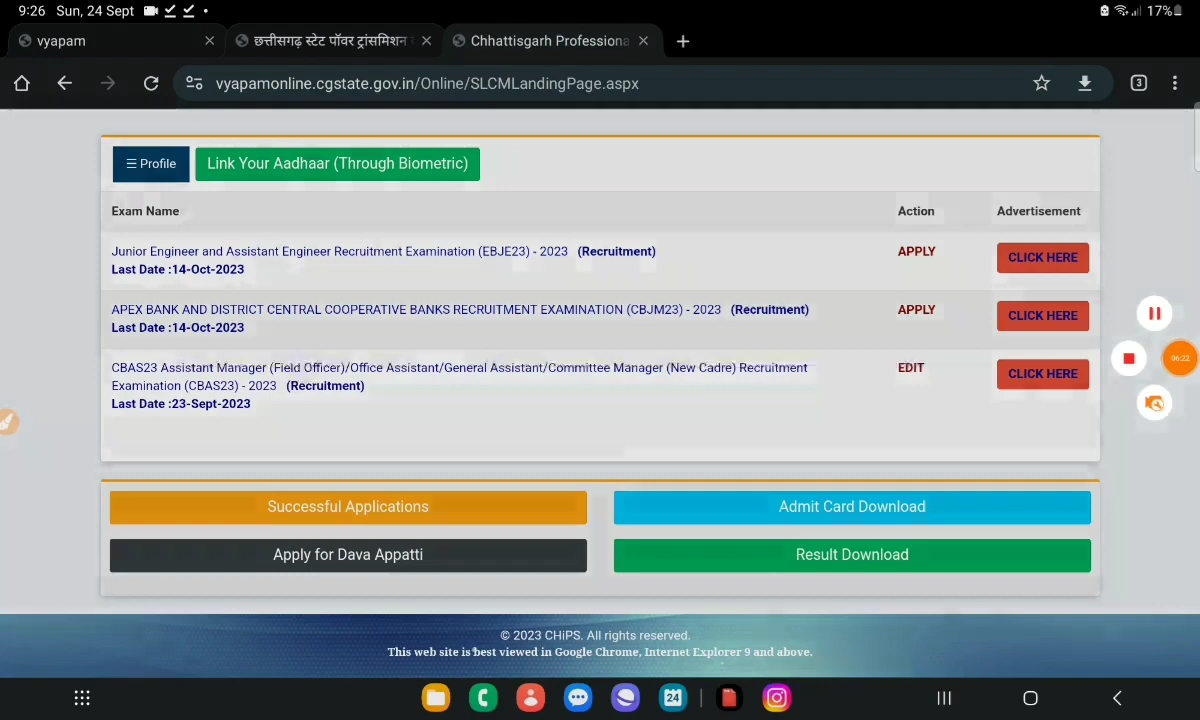 9:26 Sun, 24 Sept 17%
vyapam
छत्तीसगढ़ स्टेट पॉवर ट्रांसमिशन
Chhattisgarh Professiona
vyapamonline.cgstate.gov.in/Online/SLCMLandingPage.aspx
3
☰ Profile
Link Your Aadhaar (Through Biometric)
Exam Name Action Advertisement
Junior Engineer and Assistant Engineer Recruitment Examination (EBJE23) - 2023 (Recruitment) APPLY CLICK HERE
Last Date :14-Oct-2023
APEX BANK AND DISTRICT CENTRAL COOPERATIVE BANKS RECRUITMENT EXAMINATION (CBJM23) - 2023 (Recruitment) APPLY CLICK HERE
Last Date :14-Oct-2023
CBAS23 Assistant Manager (Field Officer)/Office Assistant/General Assistant/Committee Manager (New Cadre) Recruitment EDIT CLICK HERE
Examination (CBAS23) - 2023 (Recruitment)
Last Date :23-Sept-2023
06:22
Successful Applications Admit Card Download
Apply for Dava Appatti Result Download
© 2023 CHiPS. All rights reserved.
This web site is best viewed in Google Chrome, Internet Explorer 9 and above.
24